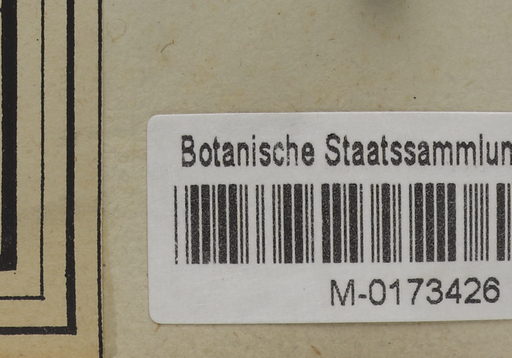 Botanische Staatssammlun
M-0173426